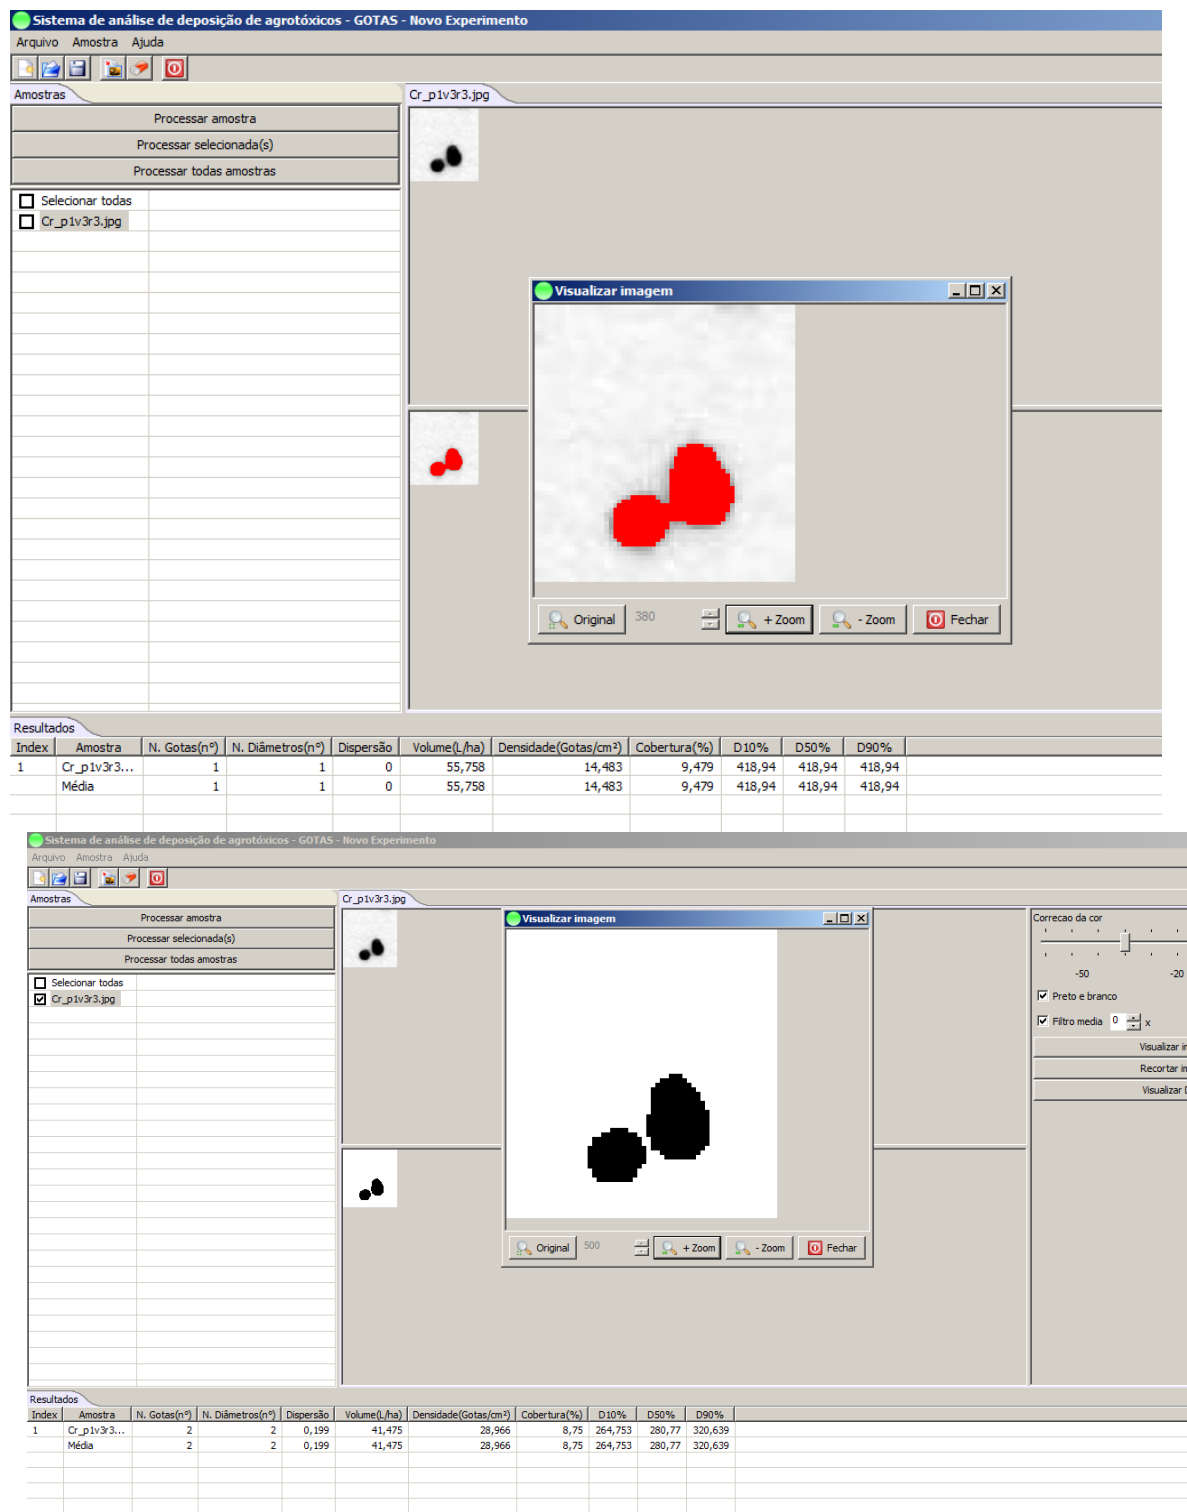 Sistema de análise de deposição de agrotóxicos - GOTAS - Novo Experimento
Arquivo Amostra Ajuda
Amostras
Cr_p1v3r3.jpg
Processar amostra
Processar selecionada(s)
Processar todas amostras
Selecionar todas
Cr_p1v3r3.jpg
Visualizar imagem
Original 380 + Zoom - Zoom Fechar
Resultados
Index Amostra N. Gotas(nº) N. Diâmetros(nº) Dispersão Volume(L/ha) Densidade(Gotas/cm²) Cobertura(%) D10% D50% D90%
1 Cr_p1v3r3... 1 1 0 55,758 14,483 9,479 418,94 418,94 418,94
Média 1 1 0 55,758 14,483 9,479 418,94 418,94 418,94
Sistema de análise de deposição de agrotóxicos - GOTAS - Novo Experimento
Arquivo Amostra Ajuda
Amostras
Cr_p1v3r3.jpg
Processar amostra
Processar selecionada(s)
Processar todas amostras
Selecionar todas
Cr_p1v3r3.jpg
Visualizar imagem
Original 500 + Zoom - Zoom Fechar
Correcao da cor
-50 -20
Preto e branco
Filtro media 0 x
Visualizar i
Recortar i
Visualizar
Resultados
Index Amostra N. Gotas(nº) N. Diâmetros(nº) Dispersão Volume(L/ha) Densidade(Gotas/cm²) Cobertura(%) D10% D50% D90%
1 Cr_p1v3r3... 2 2 0,199 41,475 28,966 8,75 264,753 280,77 320,639
Média 2 2 0,199 41,475 28,966 8,75 264,753 280,77 320,639